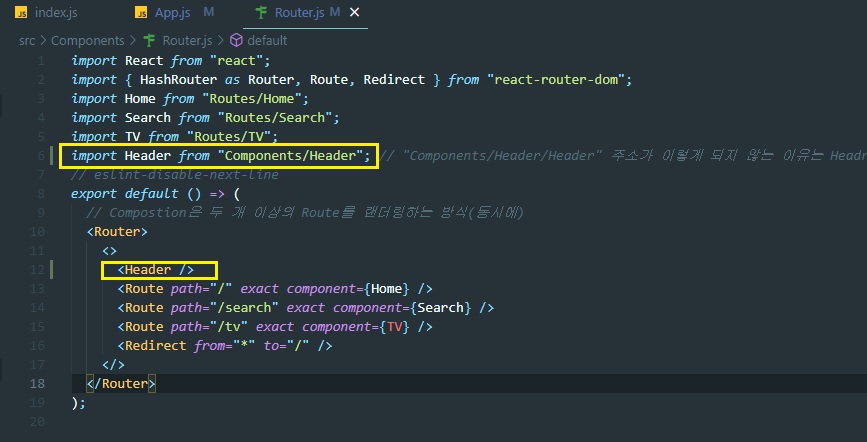 index.js App.js M Router.js M
src > Components > Router.js > default
1 import React from "react";
2 import { HashRouter as Router, Route, Redirect } from "react-router-dom";
3 import Home from "Routes/Home";
4 import Search from "Routes/Search";
5 import TV from "Routes/TV";
6 import Header from "Components/Header"; // "Components/Header/Header" 주소가 이렇게 되지 않는 이유는 Headr
7 // eslint-disable-next-line
8 export default () => (
9 // Compostion은 두 개 이상의 Route를 랜더링하는 방식(동시에)
10 <Router>
11 <>
12 <Header />
13 <Route path="/" exact component={Home} />
14 <Route path="/search" exact component={Search} />
15 <Route path="/tv" exact component={TV} />
16 <Redirect from="*" to="/" />
17 </>
18 </Router>
19 );
20